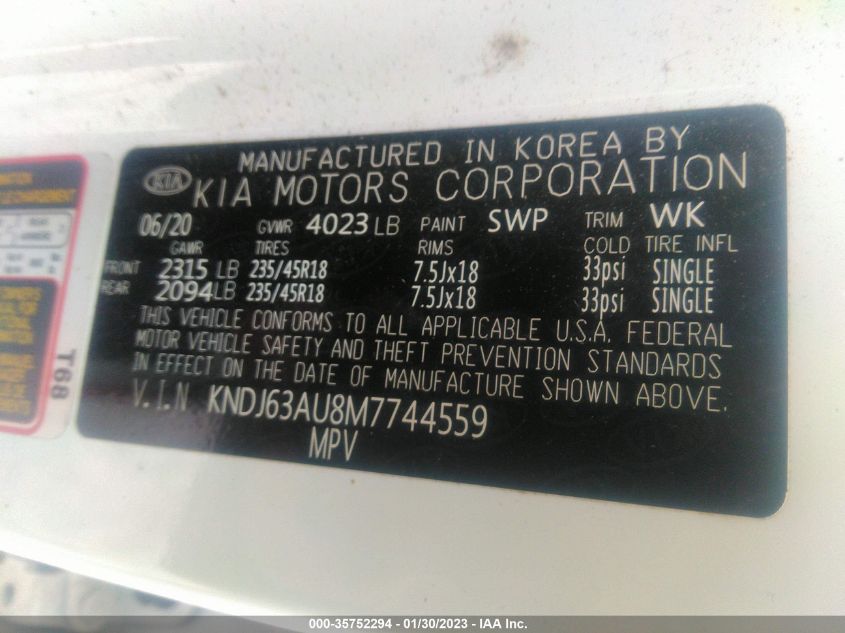 MANUFACTURED IN KOREA BY
KIA KIA MOTORS CORPORATION
06/20 GVWR 4023 LB PAINT SWP TRIM WK
GAWR TIRES RIMS COLD TIRE INFL
FRONT 2315 LB 235/45R18 7.5Jx18 33psi SINGLE
REAR 2094LB 235/45R18 7.5Jx18 33psi SINGLE
THIS VEHICLE CONFORMS TO ALL APPLICABLE U.S.A. FEDERAL
MOTOR VEHICLE SAFETY AND THEFT PREVENTION STANDARDS
IN EFFECT ON THE DATE OF MANUFACTURE SHOWN ABOVE.
V.I.N KNDJ63AU8M7744559
MPV
T68
000-35752294 - 01/30/2023 - IAA Inc.